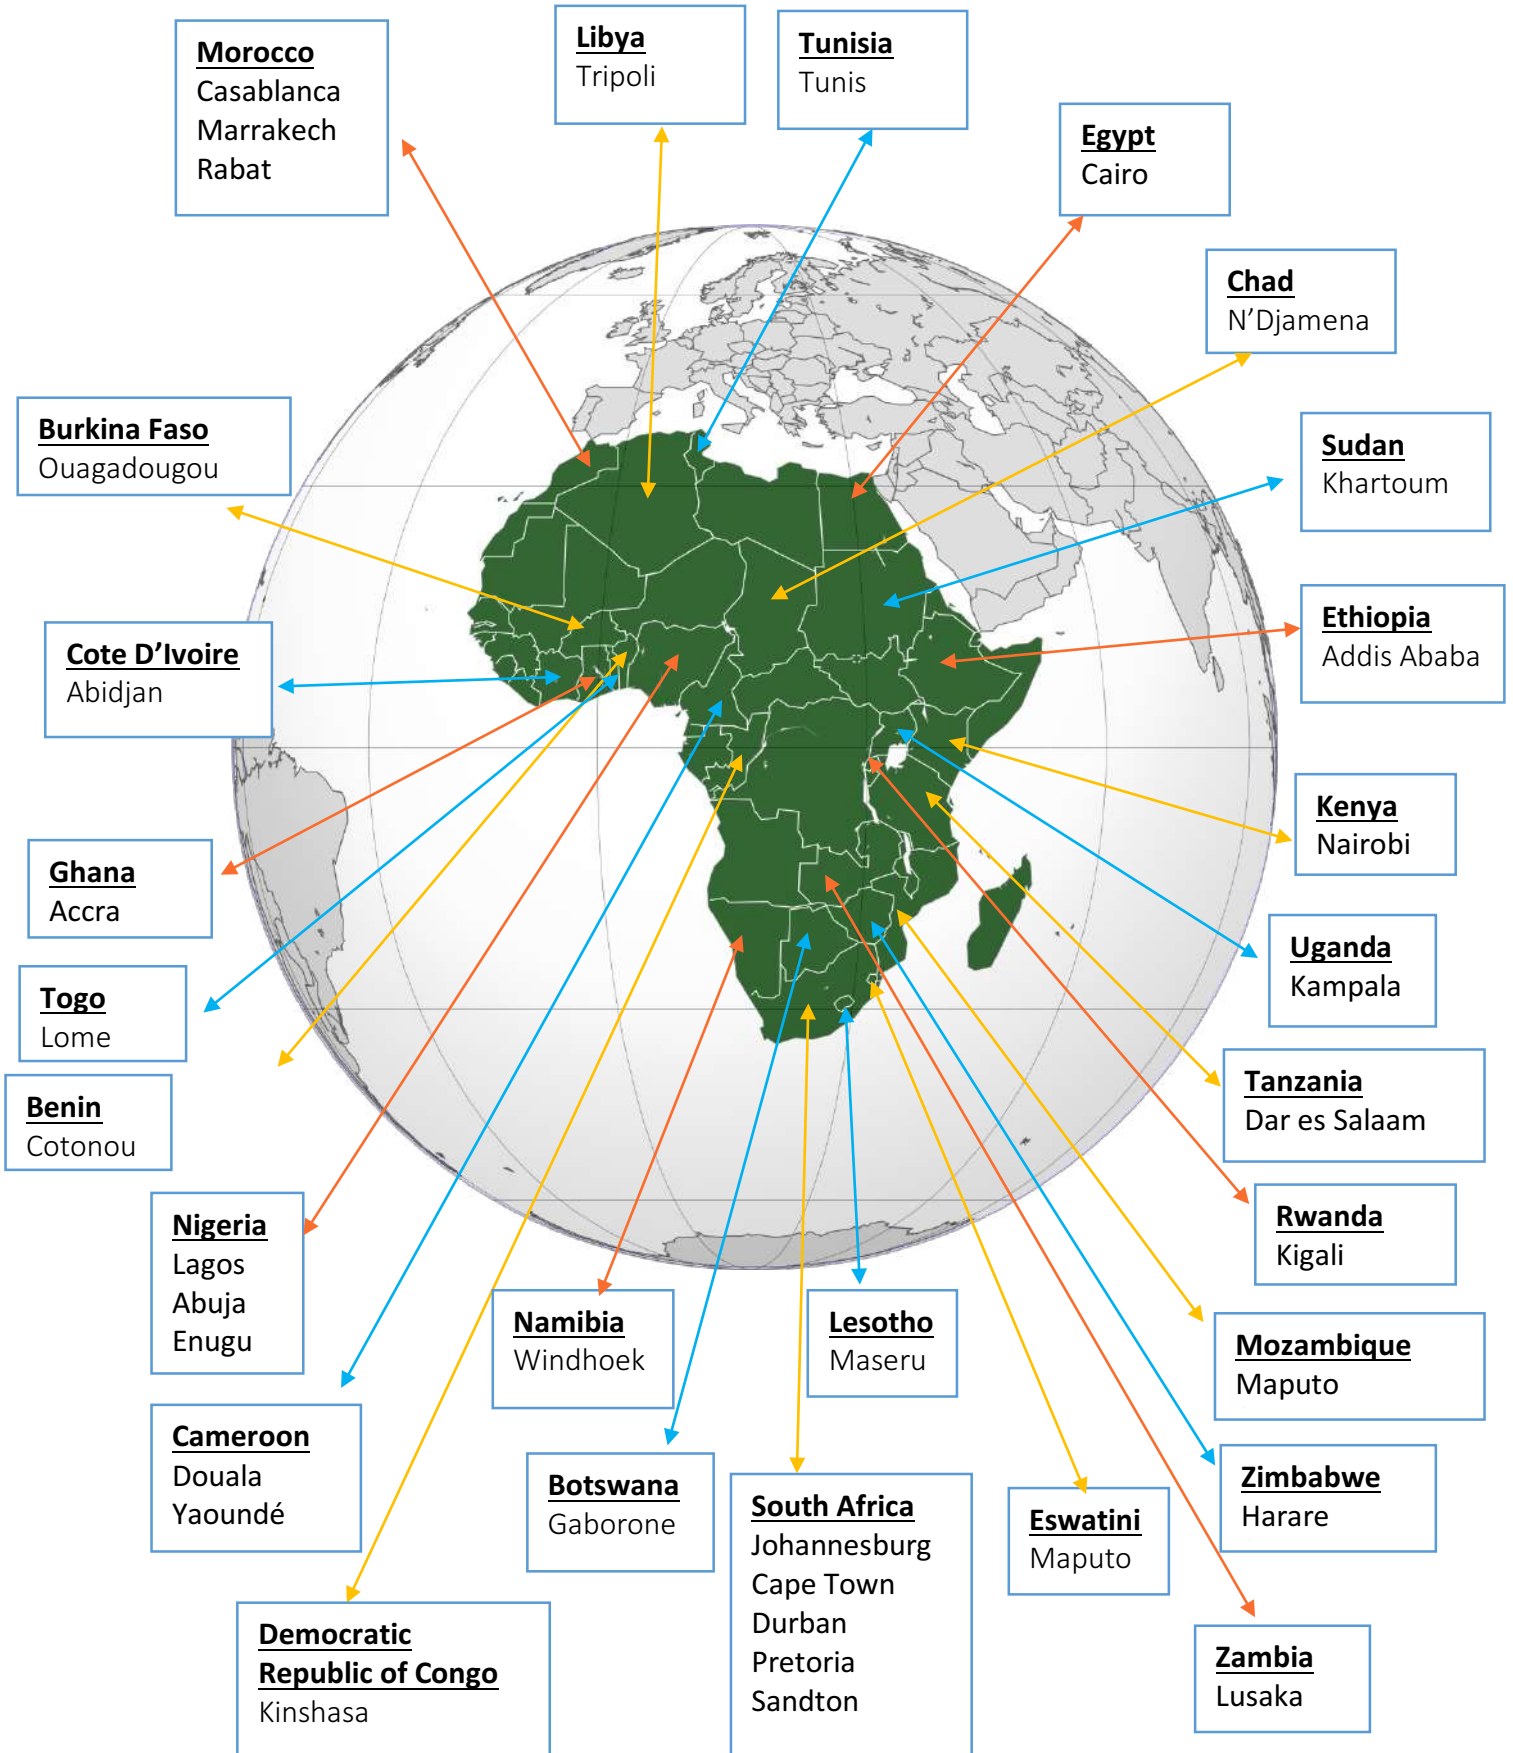 Morocco
Casablanca
Marrakech
Rabat
Libya
Tripoli
Tunisia
Tunis
Egypt
Cairo
Chad
N’Djamena
Burkina Faso
Ouagadougou
Sudan
Khartoum
Cote D’Ivoire
Abidjan
Ethiopia
Addis Ababa
Kenya
Nairobi
Ghana
Accra
Uganda
Kampala
Togo
Lome
Benin
Cotonou
Tanzania
Dar es Salaam
Nigeria
Lagos
Abuja
Enugu
Rwanda
Kigali
Namibia
Windhoek
Lesotho
Maseru
Mozambique
Maputo
Cameroon
Douala
Yaoundé
Botswana
Gaborone
South Africa
Johannesburg
Cape Town
Durban
Pretoria
Sandton
Eswatini
Maputo
Zimbabwe
Harare
Democratic
Republic of Congo
Kinshasa
Zambia
Lusaka